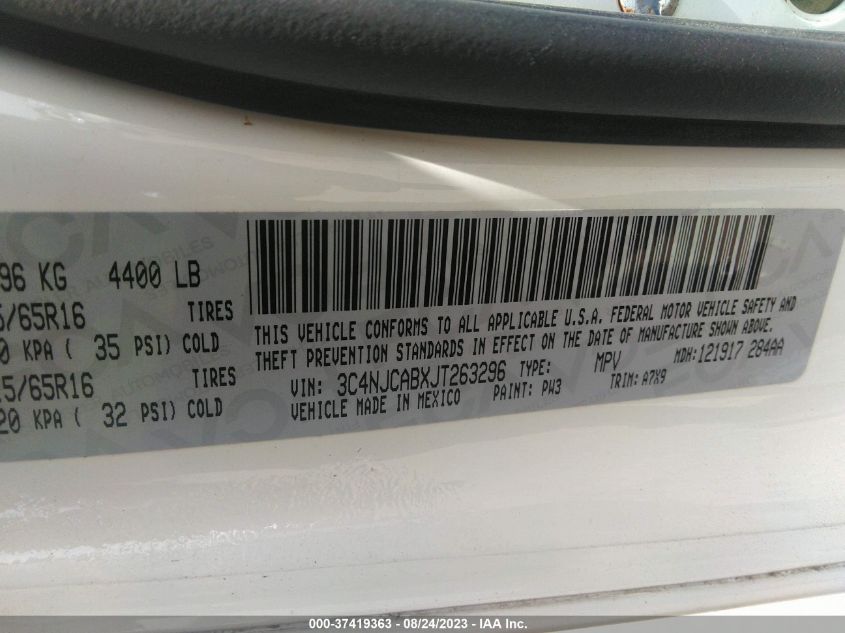 96 KG 4400 LB
5/65R16 TIRES
0 KPA ( 35 PSI) COLD
5/65R16 TIRES
20 KPA ( 32 PSI) COLD
THIS VEHICLE CONFORMS TO ALL APPLICABLE U.S.A. FEDERAL MOTOR VEHICLE SAFETY AND
THEFT PREVENTION STANDARDS IN EFFECT ON THE DATE OF MANUFACTURE SHOWN ABOVE.
VIN: 3C4NJCABXJT263296 TYPE: MPV MDH:121917 284AA
VEHICLE MADE IN MEXICO PAINT: PW3 TRIM: A7X9
000-37419363 - 08/24/2023 - IAA Inc.